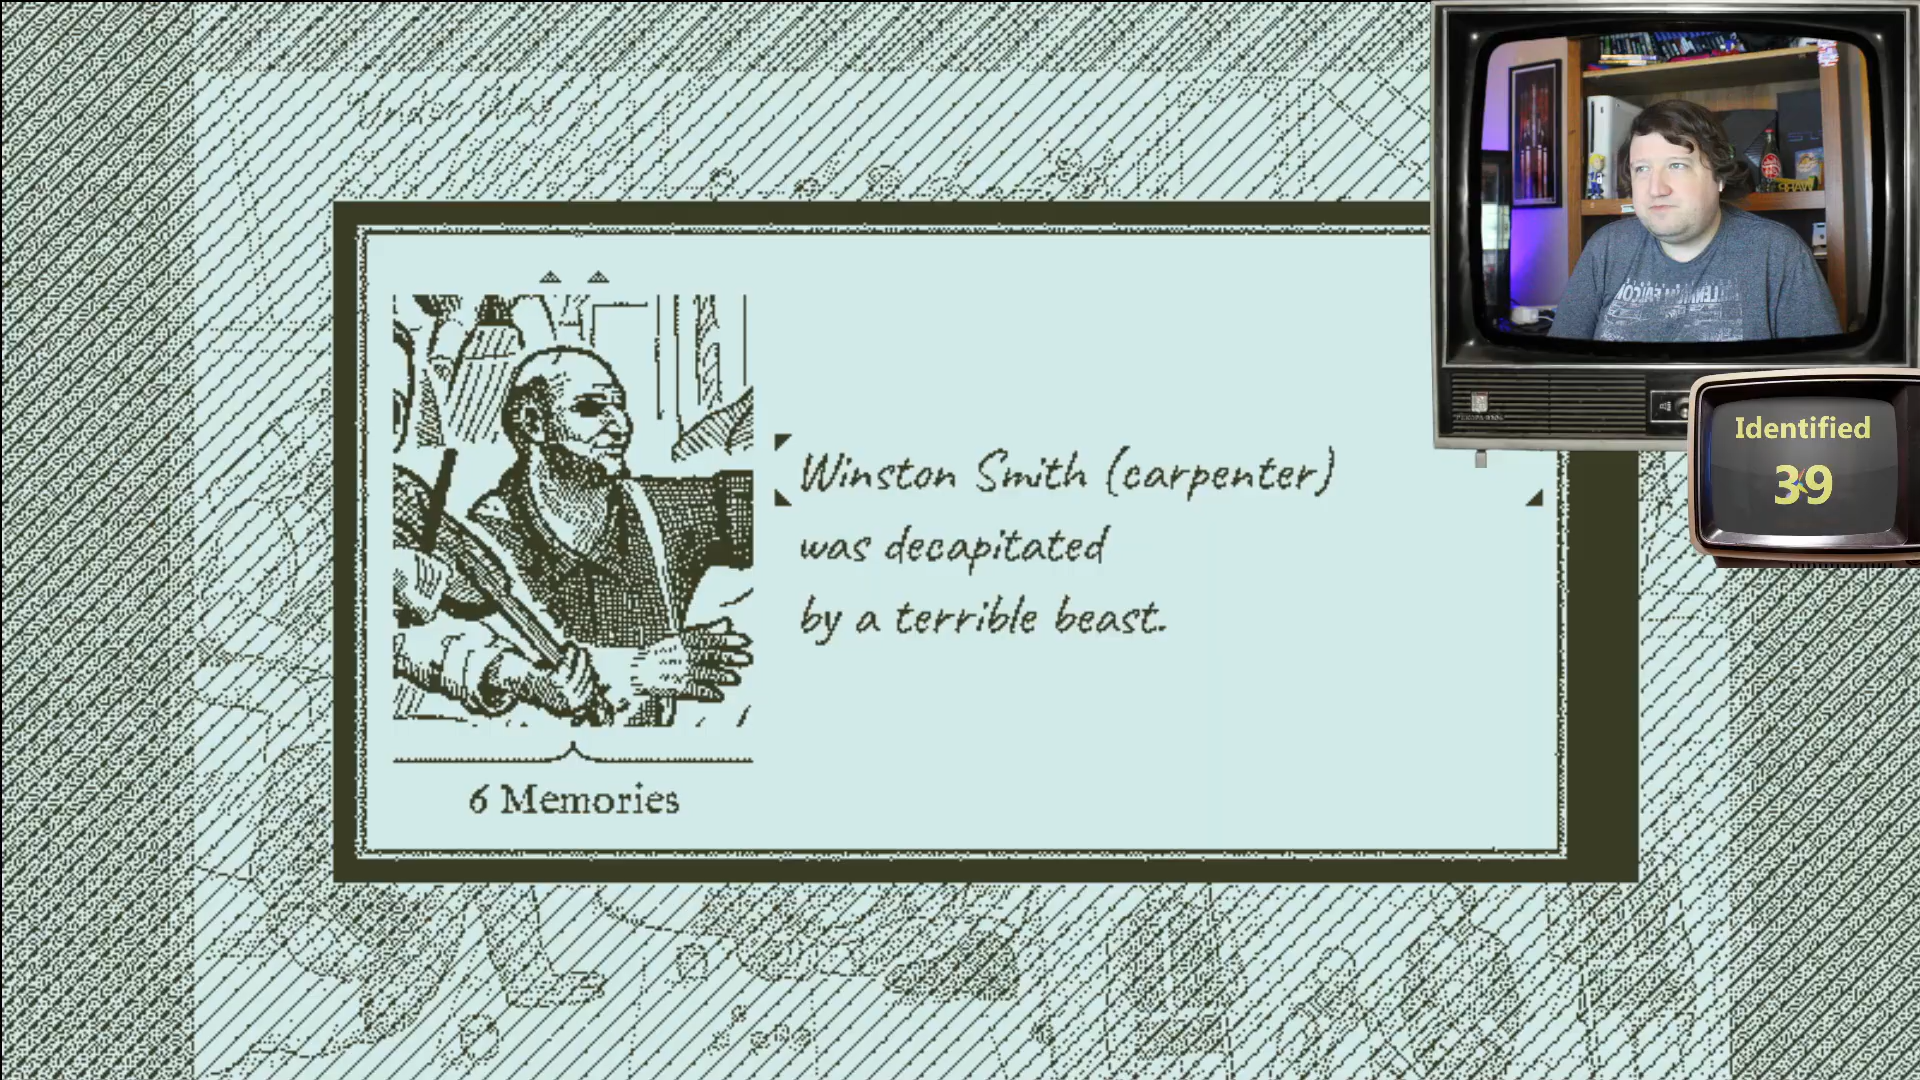 Winston Smith (carpenter)
was decapitated
by a terrible beast.
6 Memories
Identified
39